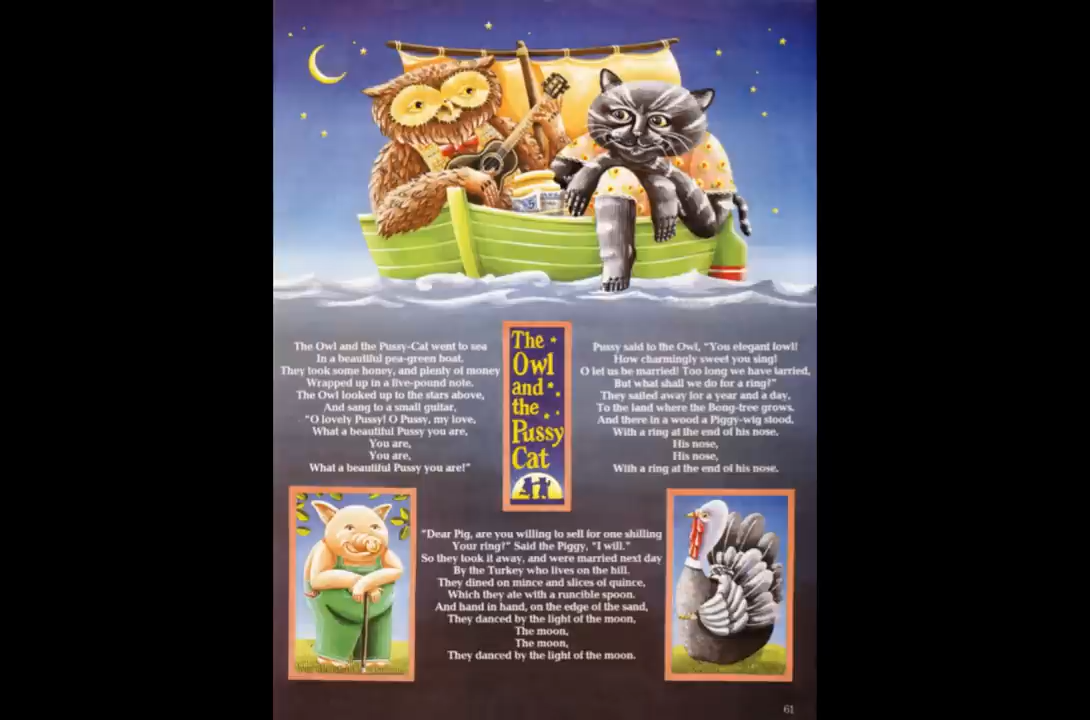 The Owl and the Pussy-Cat went to sea
In a beautiful pea-green boat.
They took some honey, and plenty of money
Wrapped up in a five-pound note.
The Owl looked up to the stars above,
And sang to a small guitar,
"O lovely Pussy! O Pussy, my love,
What a beautiful Pussy you are,
You are,
You are,
What a beautiful Pussy you are!"
The
Owl
and
the
Pussy
Cat
Pussy said to the Owl, "You elegant fowl!
How charmingly sweet you sing!
O let us be married! Too long we have tarried,
But what shall we do for a ring?"
They sailed away for a year and a day,
To the land where the Bong-tree grows.
And there in a wood a Piggy-wig stood,
With a ring at the end of his nose,
His nose,
His nose,
With a ring at the end of his nose.
"Dear Pig, are you willing to sell for one shilling
Your ring?" Said the Piggy, "I will."
So they took it away, and were married next day
By the Turkey who lives on the hill.
They dined on mince and slices of quince,
Which they ate with a runcible spoon.
And hand in hand, on the edge of the sand,
They danced by the light of the moon,
The moon,
The moon,
They danced by the light of the moon.
61